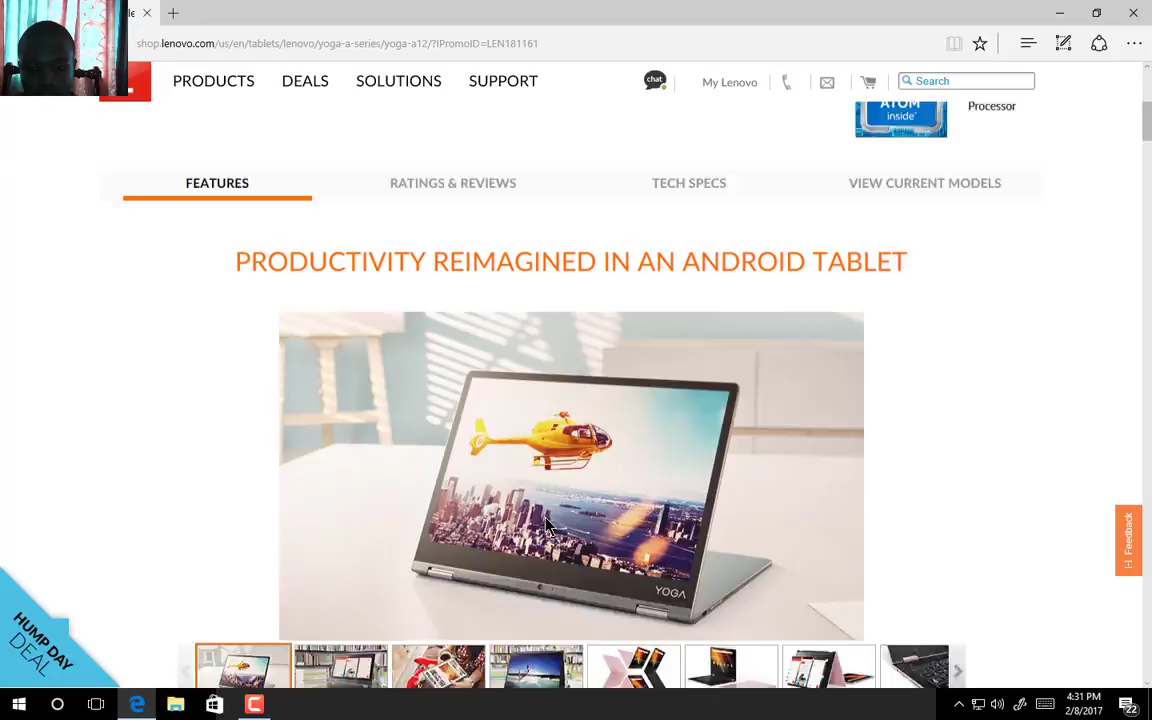 shop.lenovo.com/us/en/tablets/lenovo/yoga-a-series/yoga-a12/?IPromoID=LEN181161
PRODUCTS DEALS SOLUTIONS SUPPORT chat My Lenovo Search
ATOM
inside
Processor
FEATURES RATINGS & REVIEWS TECH SPECS VIEW CURRENT MODELS
PRODUCTIVITY REIMAGINED IN AN ANDROID TABLET
YOGA
[-] Feedback
HUMP DAY
DEAL
4:31 PM
2/8/2017
22